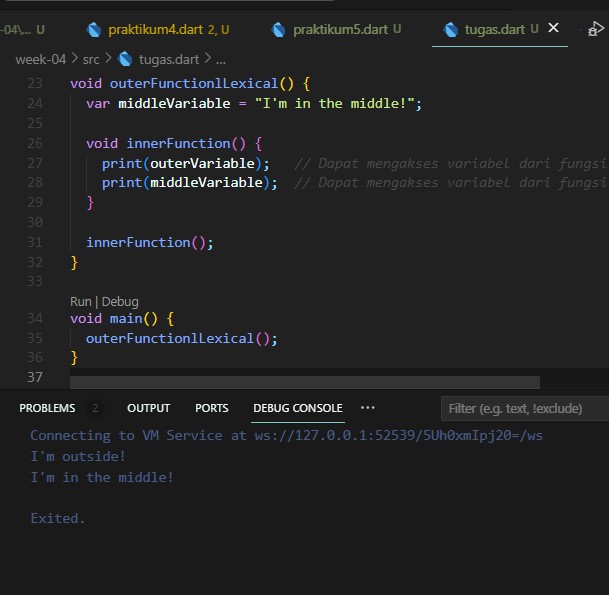 -04\... U praktikum4.dart 2, U praktikum5.dart U tugas.dart U
week-04 > src > tugas.dart > ...
23 void outerFunctionlLexical() {
24 var middleVariable = "I'm in the middle!";
25
26 void innerFunction() {
27 print(outerVariable); // Dapat mengakses variabel dari fungsi
28 print(middleVariable); // Dapat mengakses variabel dari fungsi
29 }
30
31 innerFunction();
32 }
33
Run | Debug
34 void main() {
35 outerFunctionlLexical();
36 }
37
PROBLEMS 2 OUTPUT PORTS DEBUG CONSOLE ... Filter (e.g. text, !exclude)
Connecting to VM Service at ws://127.0.0.1:52539/5Uh0xmIpj20=/ws
I'm outside!
I'm in the middle!
Exited.